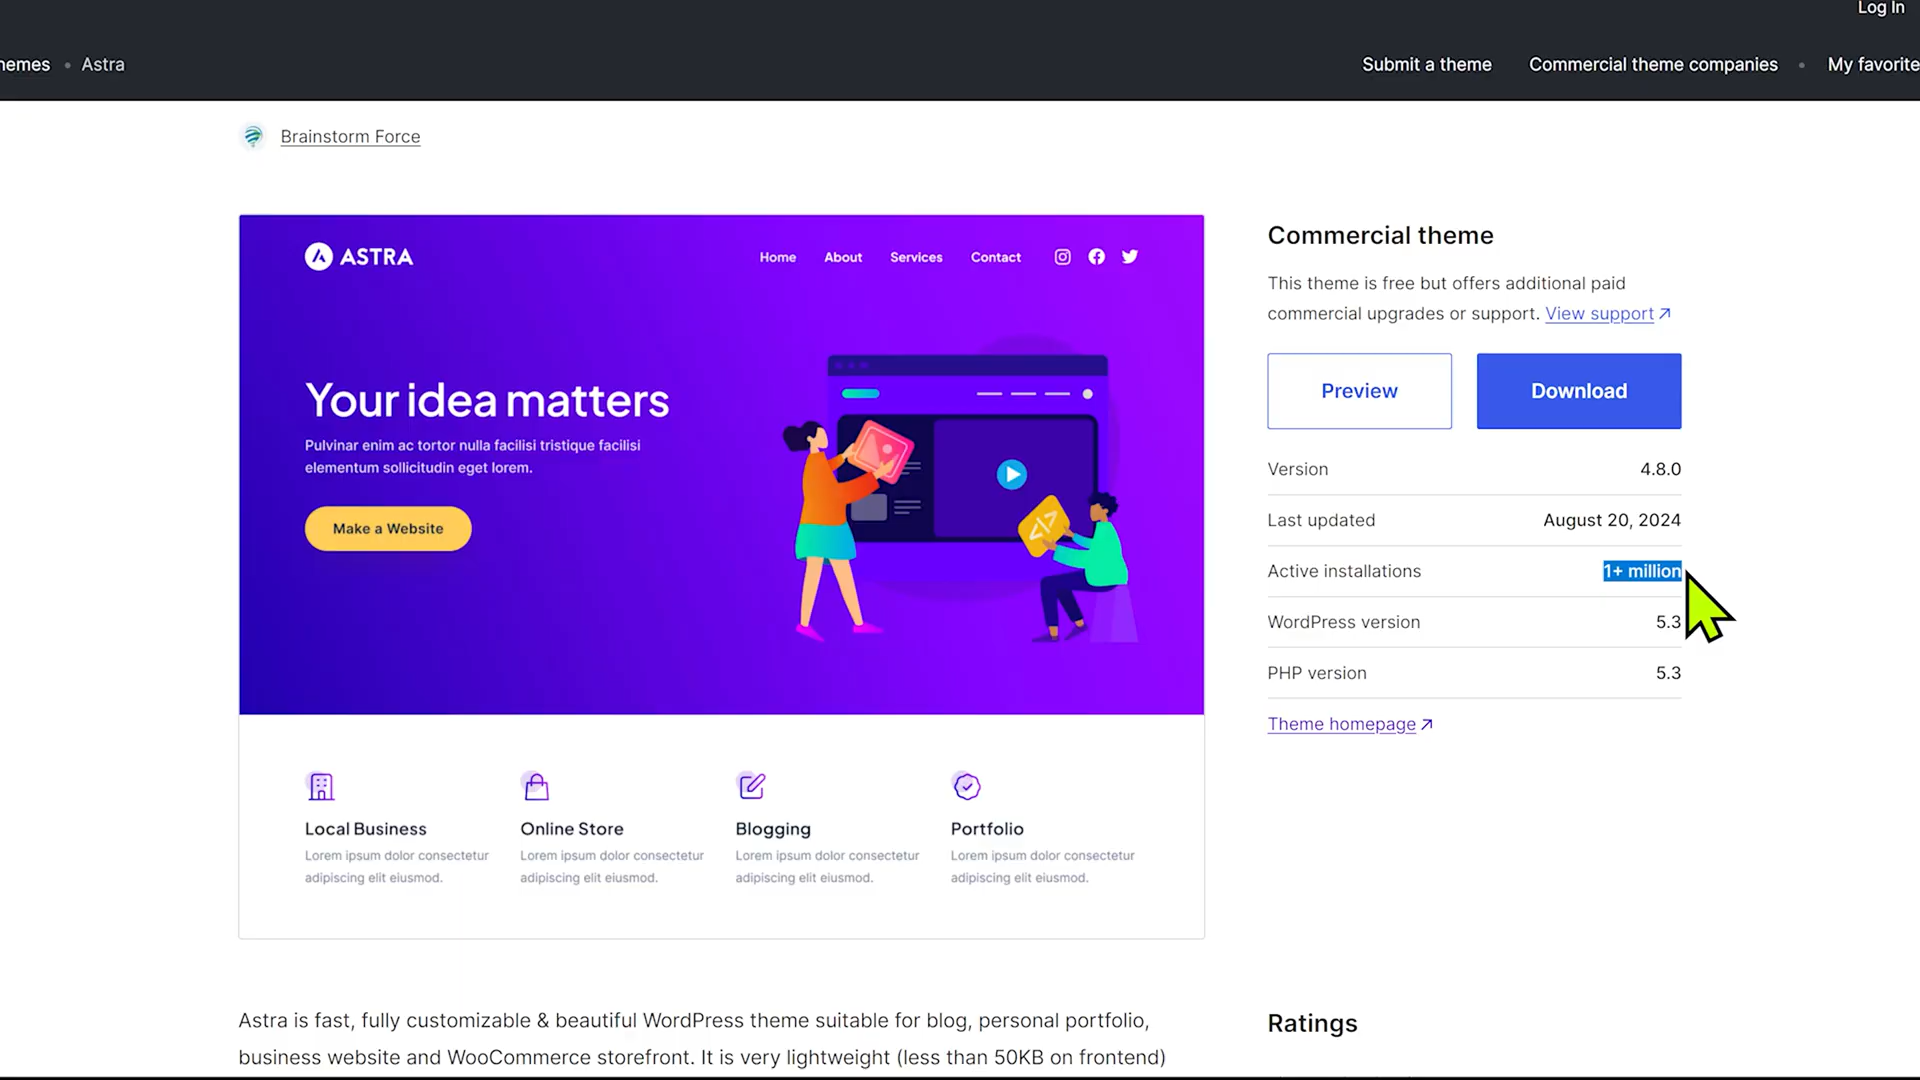 Log In
hemes • Astra
Submit a theme
Commercial theme companies
•
My favorite
Brainstorm Force
ASTRA
Home
About
Services
Contact
Your idea matters
Pulvinar enim ac tortor nulla facilisi tristique facilisi
elementum sollicitudin eget lorem.
Make a Website
Local Business
Lorem ipsum dolor consectetur
adipiscing elit eiusmod.
Online Store
Lorem ipsum dolor consectetur
adipiscing elit eiusmod.
Blogging
Lorem ipsum dolor consectetur
adipiscing elit eiusmod.
Portfolio
Lorem ipsum dolor consectetur
adipiscing elit eiusmod.
Commercial theme
This theme is free but offers additional paid
commercial upgrades or support. View support ↗
Preview
Download
Version 4.8.0
Last updated August 20, 2024
Active installations 1+ million
WordPress version 5.3
PHP version 5.3
Theme homepage ↗
Astra is fast, fully customizable & beautiful WordPress theme suitable for blog, personal portfolio,
business website and WooCommerce storefront. It is very lightweight (less than 50KB on frontend)
Ratings